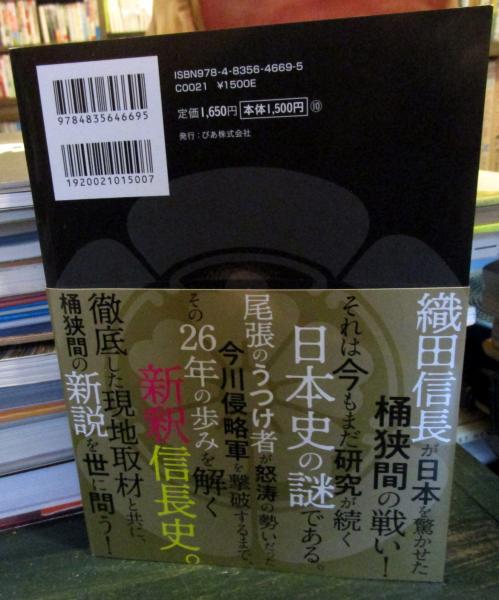 ISBN978-4-8356-4669-5
C0021 ¥1500E
定価1,650円 本体1,500円 ⑩
発行:ぴあ株式会社
9784835646695
1920021015007
織田信長が日本を驚かせた
桶狭間の戦い!
それは今もまだ研究が続く
日本史の謎である。
尾張のうつけ者が怒涛の勢いだった
今川侵略軍を撃破するまで、
その26年の歩みを解く
新釈信長史。
徹底した現地取材と共に、
桶狭間の新説を世に問う!